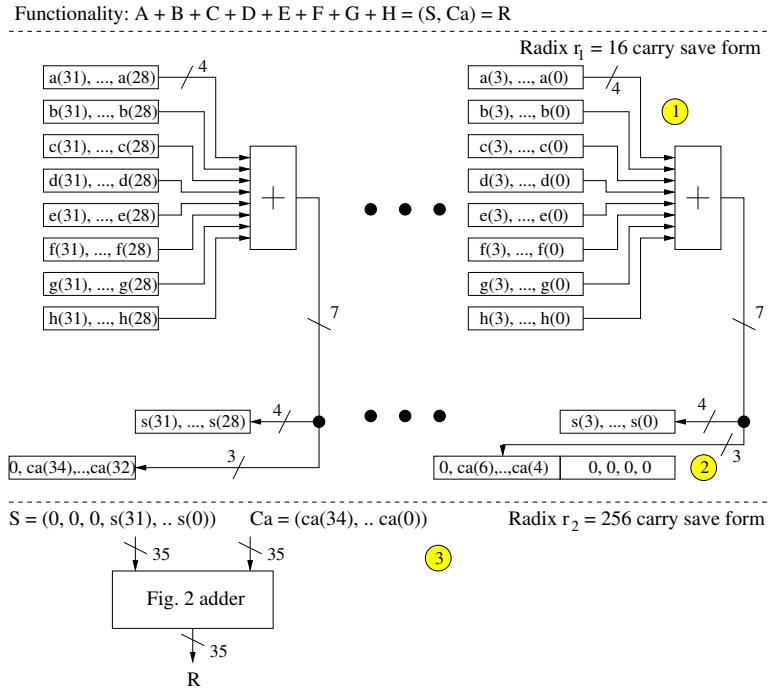 Functionality: A + B + C + D + E + F + G + H = (S, Ca) = R
Radix r1 = 16 carry save form
a(31), ..., a(28)
4
a(3), ..., a(0)
4
b(31), ..., b(28)
b(3), ..., b(0)
1
c(31), ..., c(28)
c(3), ..., c(0)
d(31), ..., d(28)
d(3), ..., d(0)
+
+
e(31), ..., e(28)
e(3), ..., e(0)
f(31), ..., f(28)
f(3), ..., f(0)
g(31), ..., g(28)
g(3), ..., g(0)
h(31), ..., h(28)
h(3), ..., h(0)
7
7
s(31), ..., s(28)
4
s(3), ..., s(0)
4
0, ca(34),..,ca(32)
3
0, ca(6),..,ca(4)
0, 0, 0, 0
2
3
S = (0, 0, 0, s(31), .. s(0))
Ca = (ca(34), .. ca(0))
Radix r2 = 256 carry save form
35
35
3
Fig. 2 adder
35
R